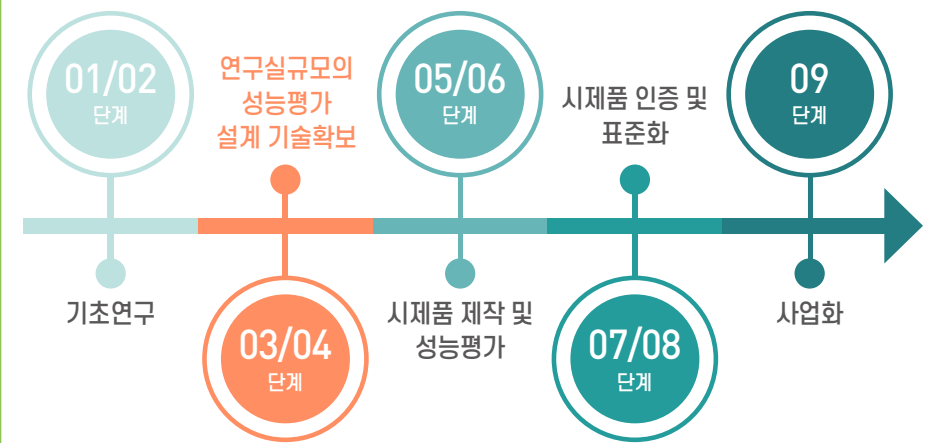 01/02
단계
기초연구
연구실규모의
성능평가
설계 기술확보
03/04
단계
05/06
단계
시제품 제작 및
성능평가
시제품 인증 및
표준화
07/08
단계
09
단계
사업화